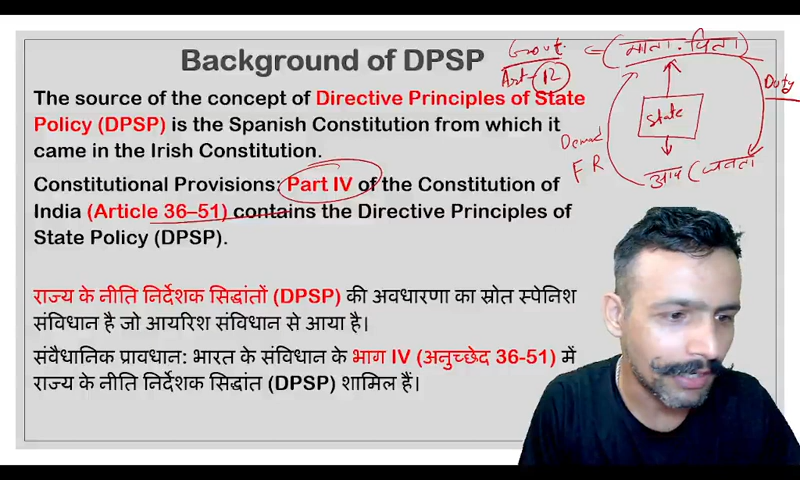 Background of DPSP
Govt.
Art-12
(माता-पिता)
Duty
State
Demand
FR
आप (जनता)
The source of the concept of Directive Principles of State
Policy (DPSP) is the Spanish Constitution from which it
came in the Irish Constitution.
Constitutional Provisions: Part IV of the Constitution of
India (Article 36–51) contains the Directive Principles of
State Policy (DPSP).
राज्य के नीति निर्देशक सिद्धांतों (DPSP) की अवधारणा का स्रोत स्पेनिश
संविधान है जो आयरिश संविधान से आया है।
संवैधानिक प्रावधान: भारत के संविधान के भाग IV (अनुच्छेद 36-51) में
राज्य के नीति निर्देशक सिद्धांत (DPSP) शामिल हैं।